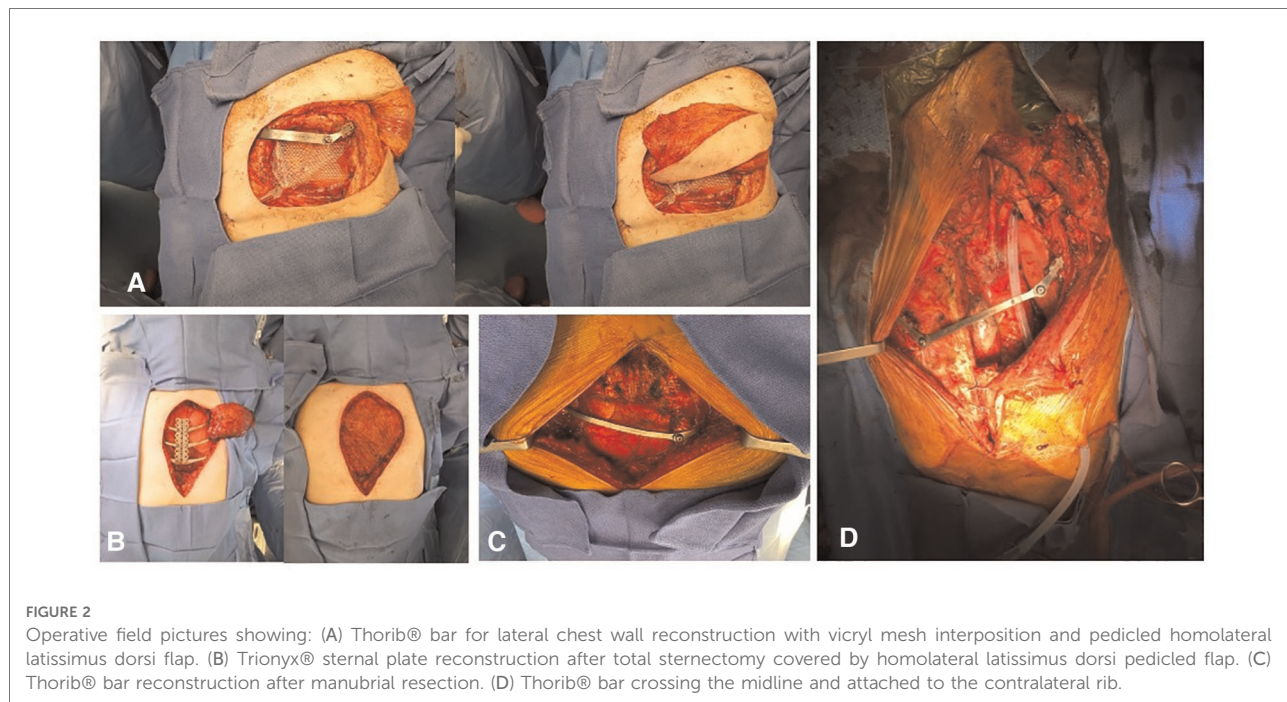 A
B
C
D
FIGURE 2
Operative field pictures showing: (A) Thorib® bar for lateral chest wall reconstruction with vicryl mesh interposition and pedicled homolateral
latissimus dorsi flap. (B) Trionyx® sternal plate reconstruction after total sternectomy covered by homolateral latissimus dorsi pedicled flap. (C)
Thorib® bar reconstruction after manubrial resection. (D) Thorib® bar crossing the midline and attached to the contralateral rib.